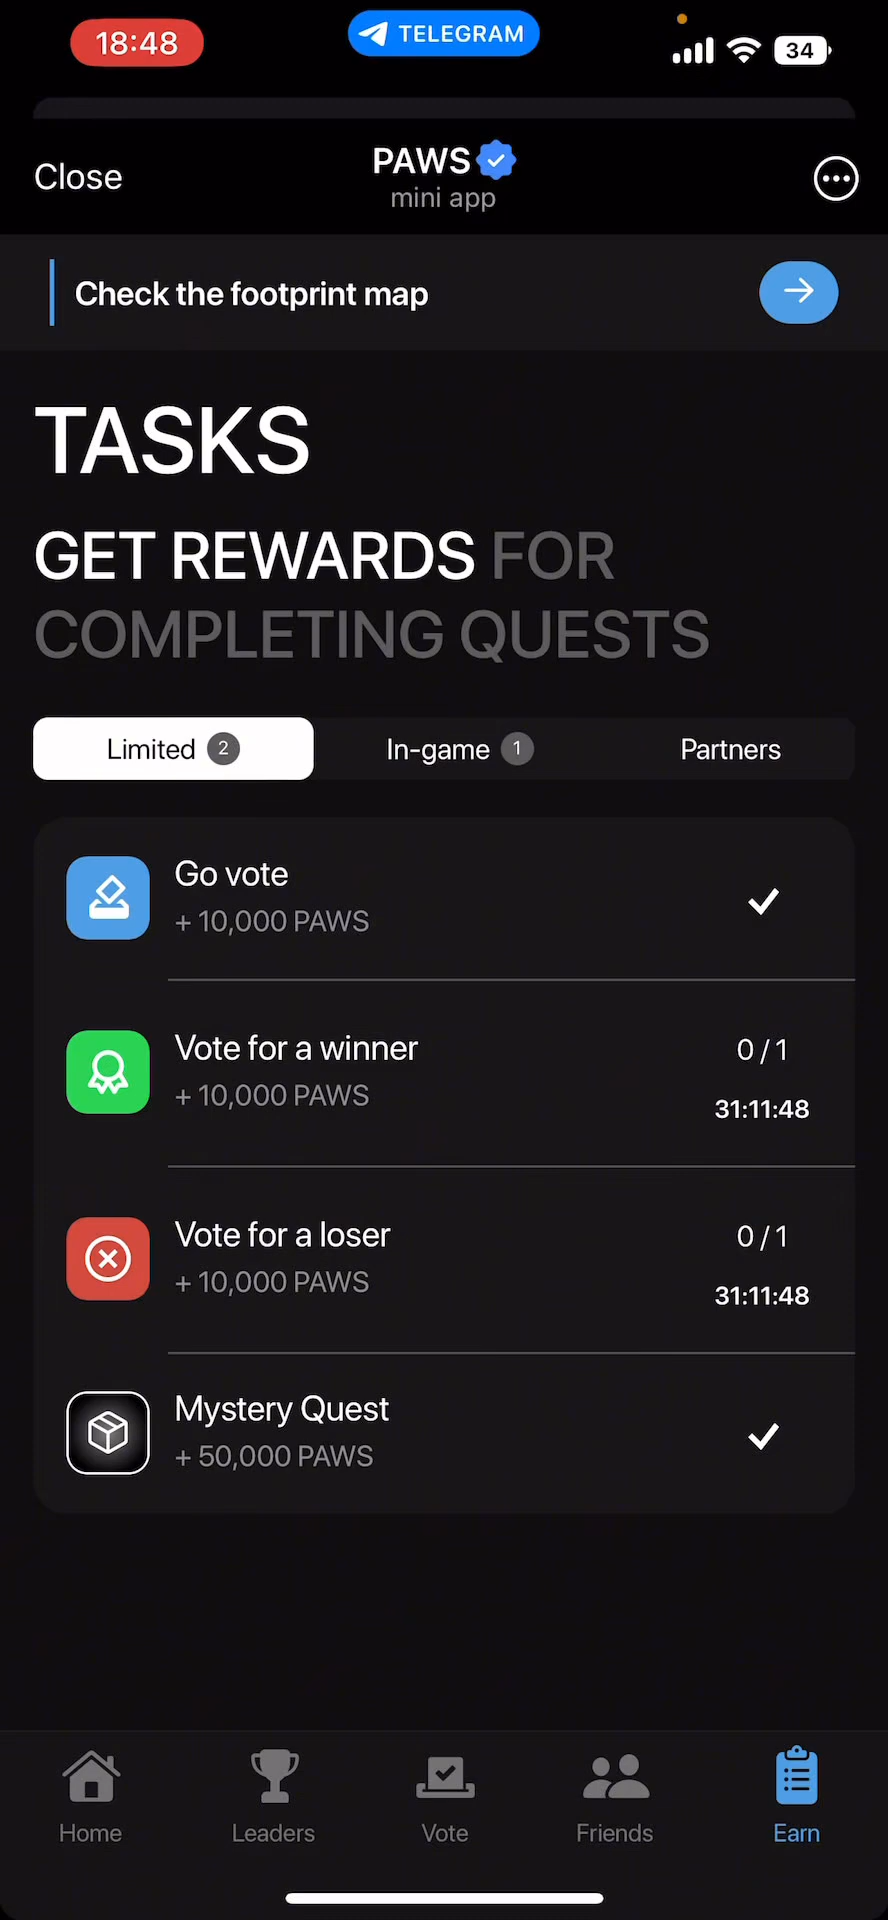 18:48
TELEGRAM
34
Close
PAWS
mini app
Check the footprint map
TASKS
GET REWARDS FOR
COMPLETING QUESTS
Limited 2
In-game 1
Partners
Go vote
+ 10,000 PAWS
Vote for a winner
+ 10,000 PAWS
0 / 1
31:11:48
Vote for a loser
+ 10,000 PAWS
0 / 1
31:11:48
Mystery Quest
+ 50,000 PAWS
Home
Leaders
Vote
Friends
Earn